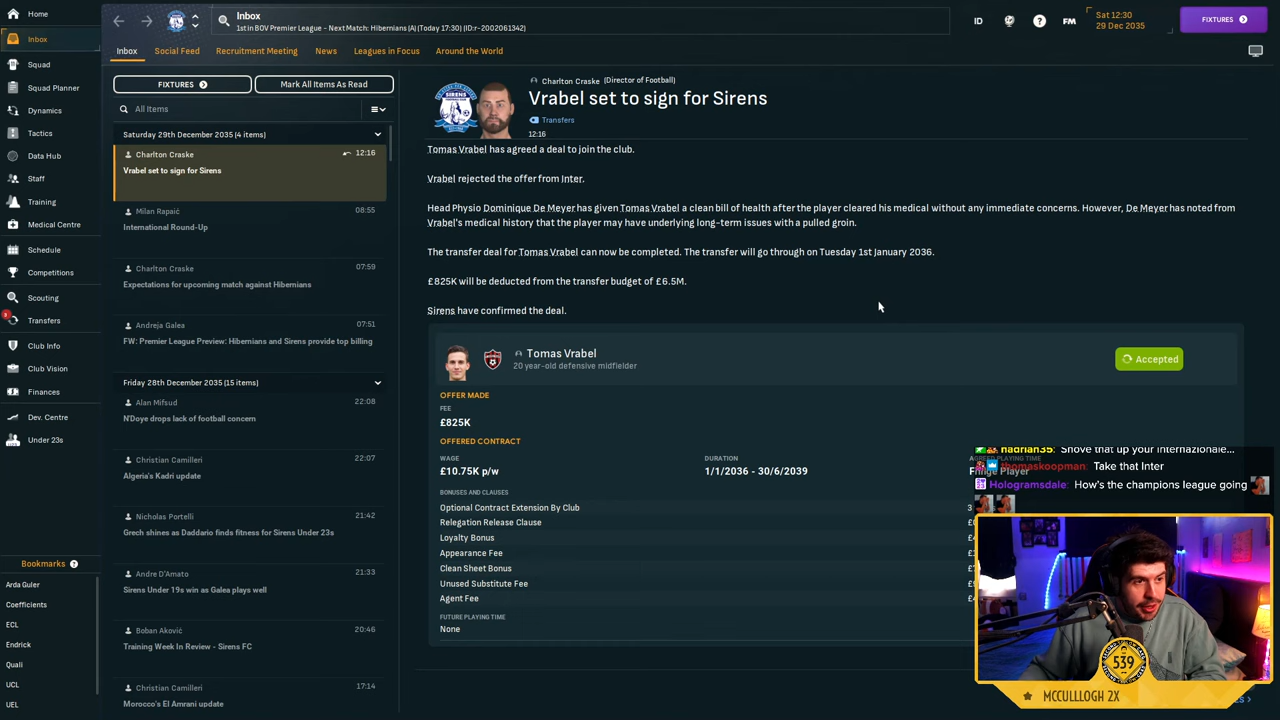 Home
Inbox
Squad
Squad Planner
Dynamics
Tactics
Data Hub
Staff
Training
Medical Centre
Schedule
Competitions
Scouting
3
Transfers
Club Info
Club Vision
Finances
Dev. Centre
Under 23s
Bookmarks ?
Arda Guler
Coefficients
ECL
Endrick
Quali
UCL
UEL
Inbox
1st in BOV Premier League - Next Match: Hibernians (A) (Today 17:30) (ID:r-2002061342)
ID ? FM
Sat 12:30
29 Dec 2035
FIXTURES
Inbox Social Feed Recruitment Meeting News Leagues in Focus Around the World
FIXTURES Mark All Items As Read
All Items
Saturday 29th December 2035 (4 items)
Charlton Craske 12:16
Vrabel set to sign for Sirens
Milan Rapaić 08:55
International Round-Up
Charlton Craske 07:59
Expectations for upcoming match against Hibernians
Andreja Galea 07:51
FW: Premier League Preview: Hibernians and Sirens provide top billing
Friday 28th December 2035 (15 items)
Alan Mifsud 22:08
N'Doye drops lack of football concern
Christian Camilleri 22:07
Algeria's Kadri update
Nicholas Portelli 21:42
Grech shines as Daddario finds fitness for Sirens Under 23s
Andre D'Amato 21:33
Sirens Under 19s win as Galea plays well
Boban Aković 20:46
Training Week In Review - Sirens FC
Christian Camilleri 17:14
Morocco's El Amrani update
SIRENS
Charlton Craske (Director of Football)
Vrabel set to sign for Sirens
Transfers
12:16
Tomas Vrabel has agreed a deal to join the club.
Vrabel rejected the offer from Inter.
Head Physio Dominique De Meyer has given Tomas Vrabel a clean bill of health after the player cleared his medical without any immediate concerns. However, De Meyer has noted from
Vrabel's medical history that the player may have underlying long-term issues with a pulled groin.
The transfer deal for Tomas Vrabel can now be completed. The transfer will go through on Tuesday 1st January 2036.
£825K will be deducted from the transfer budget of £6.5M.
Sirens have confirmed the deal.
Tomas Vrabel
20 year-old defensive midfielder
Accepted
OFFER MADE
FEE
£825K
OFFERED CONTRACT
WAGE DURATION
£10.75K p/w 1/1/2036 - 30/6/2039
BONUSES AND CLAUSES
Optional Contract Extension By Club 3
Relegation Release Clause
Loyalty Bonus
Appearance Fee
Clean Sheet Bonus
Unused Substitute Fee
Agent Fee
FUTURE PLAYING TIME
None
hadrian35: Shove that up your Internazionale...
thomaskoopman: Take that Inter
Hologramsdale: How's the champions league going
539
MCCULLLOGH 2X